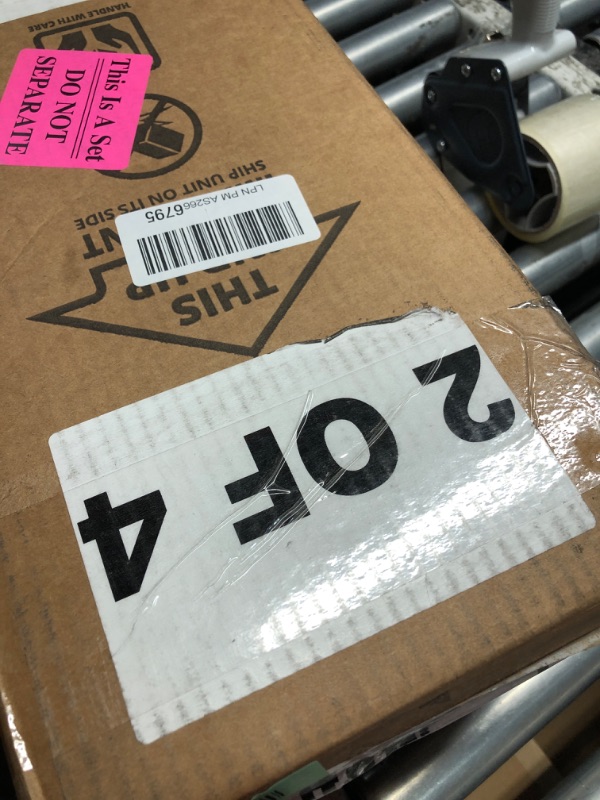 HANDLE WITH CARE
This Is A Set
DO NOT
SEPARATE
SHIP UNIT ON ITS SIDE
LPN PM AS2666795
THIS
UP
2 OF 4